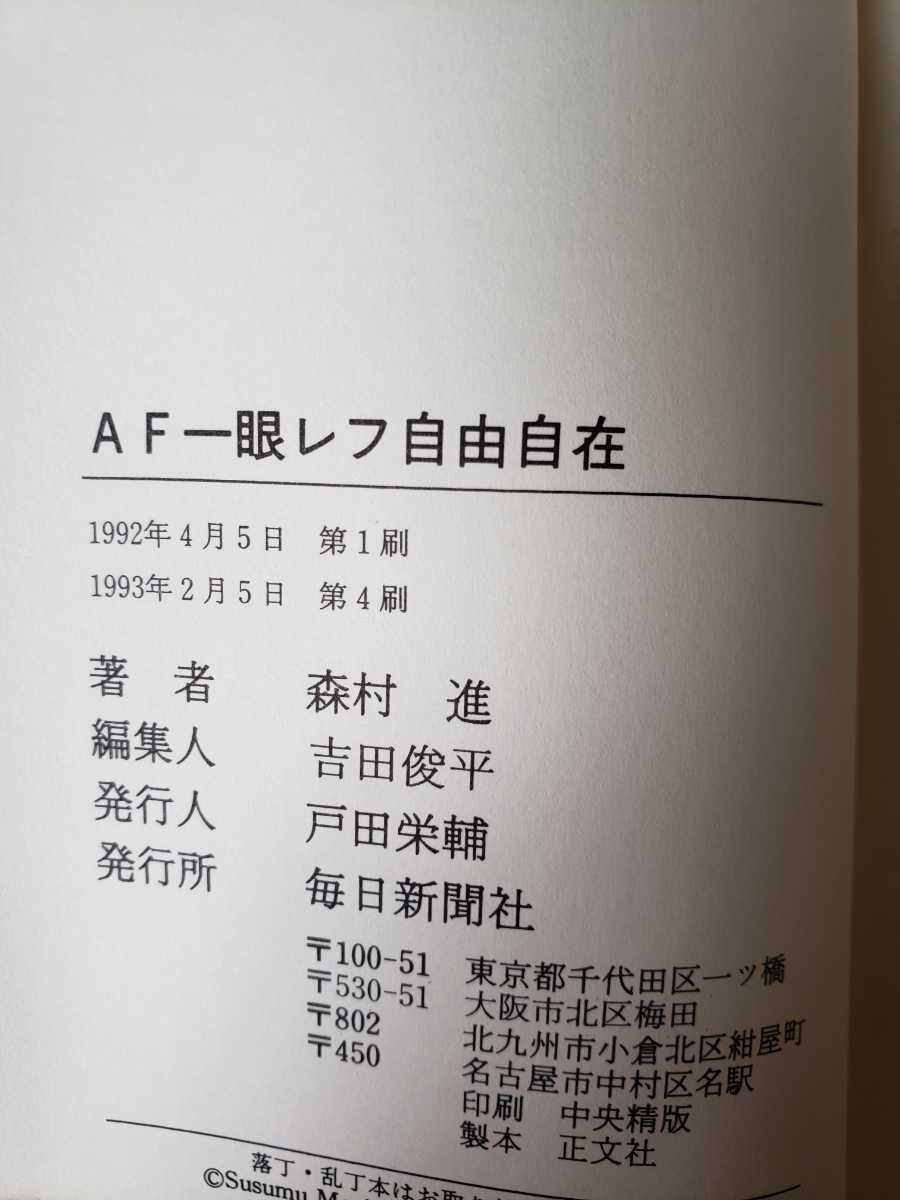 AF一眼レフ自由自在
1992年4月5日 第1刷
1993年2月5日 第4刷
著者 森村 進
編集人 吉田俊平
発行人 戸田栄輔
発行所 毎日新聞社
〒100-51 東京都千代田区一ツ橋
〒530-51 大阪市北区梅田
〒802 北九州市小倉北区紺屋町
〒450 名古屋市中村区名駅
印刷 中央精版
製本 正文社
落丁・乱丁本はお取り
©Susumu